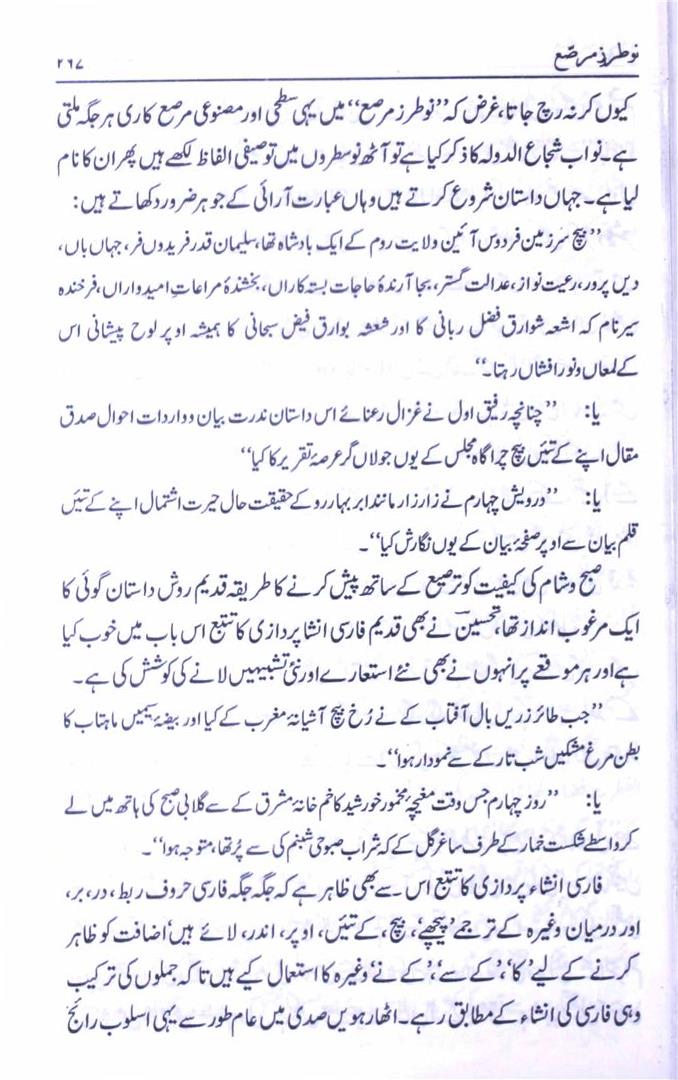 نوطرزِ مرصّع ۲۶۷
کیوں کر نہ رچ جاتا، غرض کہ ’’نوطرز مرصع‘‘ میں یہی سطحی اور مصنوعی مرصع کاری ہر جگہ ملتی
ہے۔ نواب شجاع الدولہ کا ذکر کیا ہے تو آٹھ نو سطروں میں توصیفی الفاظ لکھے ہیں پھر ان کا نام
لیا ہے۔ جہاں داستان شروع کرتے ہیں وہاں عبارت آرائی کے جوہر ضرور دکھاتے ہیں:
’’بیچ سرزمین فردوس آئین ولایت روم کے ایک بادشاہ تھا، سلیمان قدر فریدوں فر، جہاں باں،
دیں پرور، رعیت نواز، عدالت گستر، بجا آرندۂ حاجات بستہ کاراں، بخشندۂ مراعاتِ امیدواراں، فرخندہ
سیر نام کہ اشعہ شوارق فضل ربانی کا اور شعشہ بوارق فیض سبحانی کا ہمیشہ اوپر لوح پیشانی اس
کے لمعاں و نور افشاں رہتا۔‘‘
یا: ’’چنانچہ رفیق اول نے غزال رعنائے اس داستان ندرت بیان و واردات احوال صدق
مقال اپنے کے تئیں بیچ چراگاہ مجلس کے یوں جولاں گر عرصۂ تقریر کا کیا‘‘
یا: ’’درویش چہارم نے زار زار مانند ابر بہار رو کے حقیقت حال حیرت اشتمال اپنے کے تئیں
قلم بیان سے اوپر صفحۂ بیان کے یوں نگارش کیا‘‘۔
صبح و شام کی کیفیت کو ترصیع کے ساتھ پیش کرنے کا طریقہ قدیم روش داستان گوئی کا
ایک مرغوب انداز تھا، تحسینؔ نے بھی قدیم فارسی انشا پردازی کا تتبع اس باب میں خوب کیا
ہے اور ہر موقعے پر انہوں نے بھی نئے استعارے اور نئی تشبیہیں لانے کی کوشش کی ہے۔
’’جب طائر زریں بال آفتاب کے نے رُخ بیچ آشیانۂ مغرب کے کیا اور بیضۂ سیمیں ماہتاب کا
بطن مرغ مشکیں شب تار کے سے نمودار ہوا‘‘۔
یا: ’’روز چہارم جس وقت مغبچۂ مخمور خورشید کا خم خانۂ مشرق کے سے گلابی صبح کی ہاتھ میں لے
کر واسطے شکست خمار کے طرف ساغر گل کے کہ شراب صبوحی شبنم کی سے پُر تھا، متوجہ ہوا‘‘۔
فارسی انشاء پردازی کا تتبع اس سے بھی ظاہر ہے کہ جگہ جگہ فارسی حروف ربط، در، بر،
اور درمیان وغیرہ کے ترجمے ’پیچھے‘، بیچ، کے تئیں، اوپر، اندر، لائے ہیں‘ اضافت کو ظاہر
کرنے کے لیے ’کا‘، ’کے سے‘، ’کے نے‘ وغیرہ کا استعمال کیے ہیں تاکہ جملوں کی ترکیب
وہی فارسی کی انشاء کے مطابق رہے۔ اٹھارہویں صدی میں عام طور سے یہی اسلوب رائج